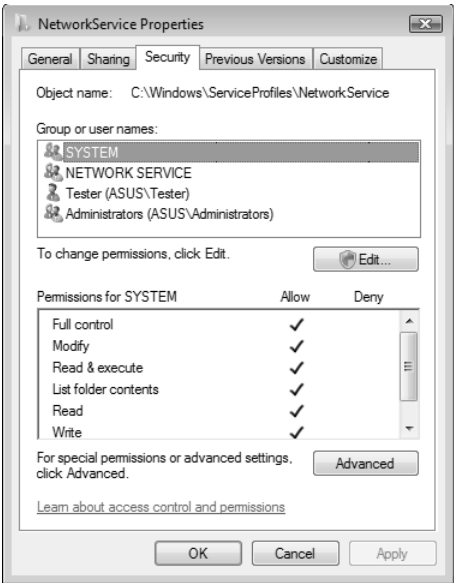 NetworkService Properties
General Sharing Security Previous Versions Customize
Object name: C:\Windows\ServiceProfiles\NetworkService
Group or user names:
SYSTEM
NETWORK SERVICE
Tester (ASUS\Tester)
Administrators (ASUS\Administrators)
To change permissions, click Edit. Edit...
Permissions for SYSTEM Allow Deny
Full control
Modify
Read & execute
List folder contents
Read
Write
For special permissions or advanced settings,
click Advanced. Advanced
Learn about access control and permissions
OK Cancel Apply